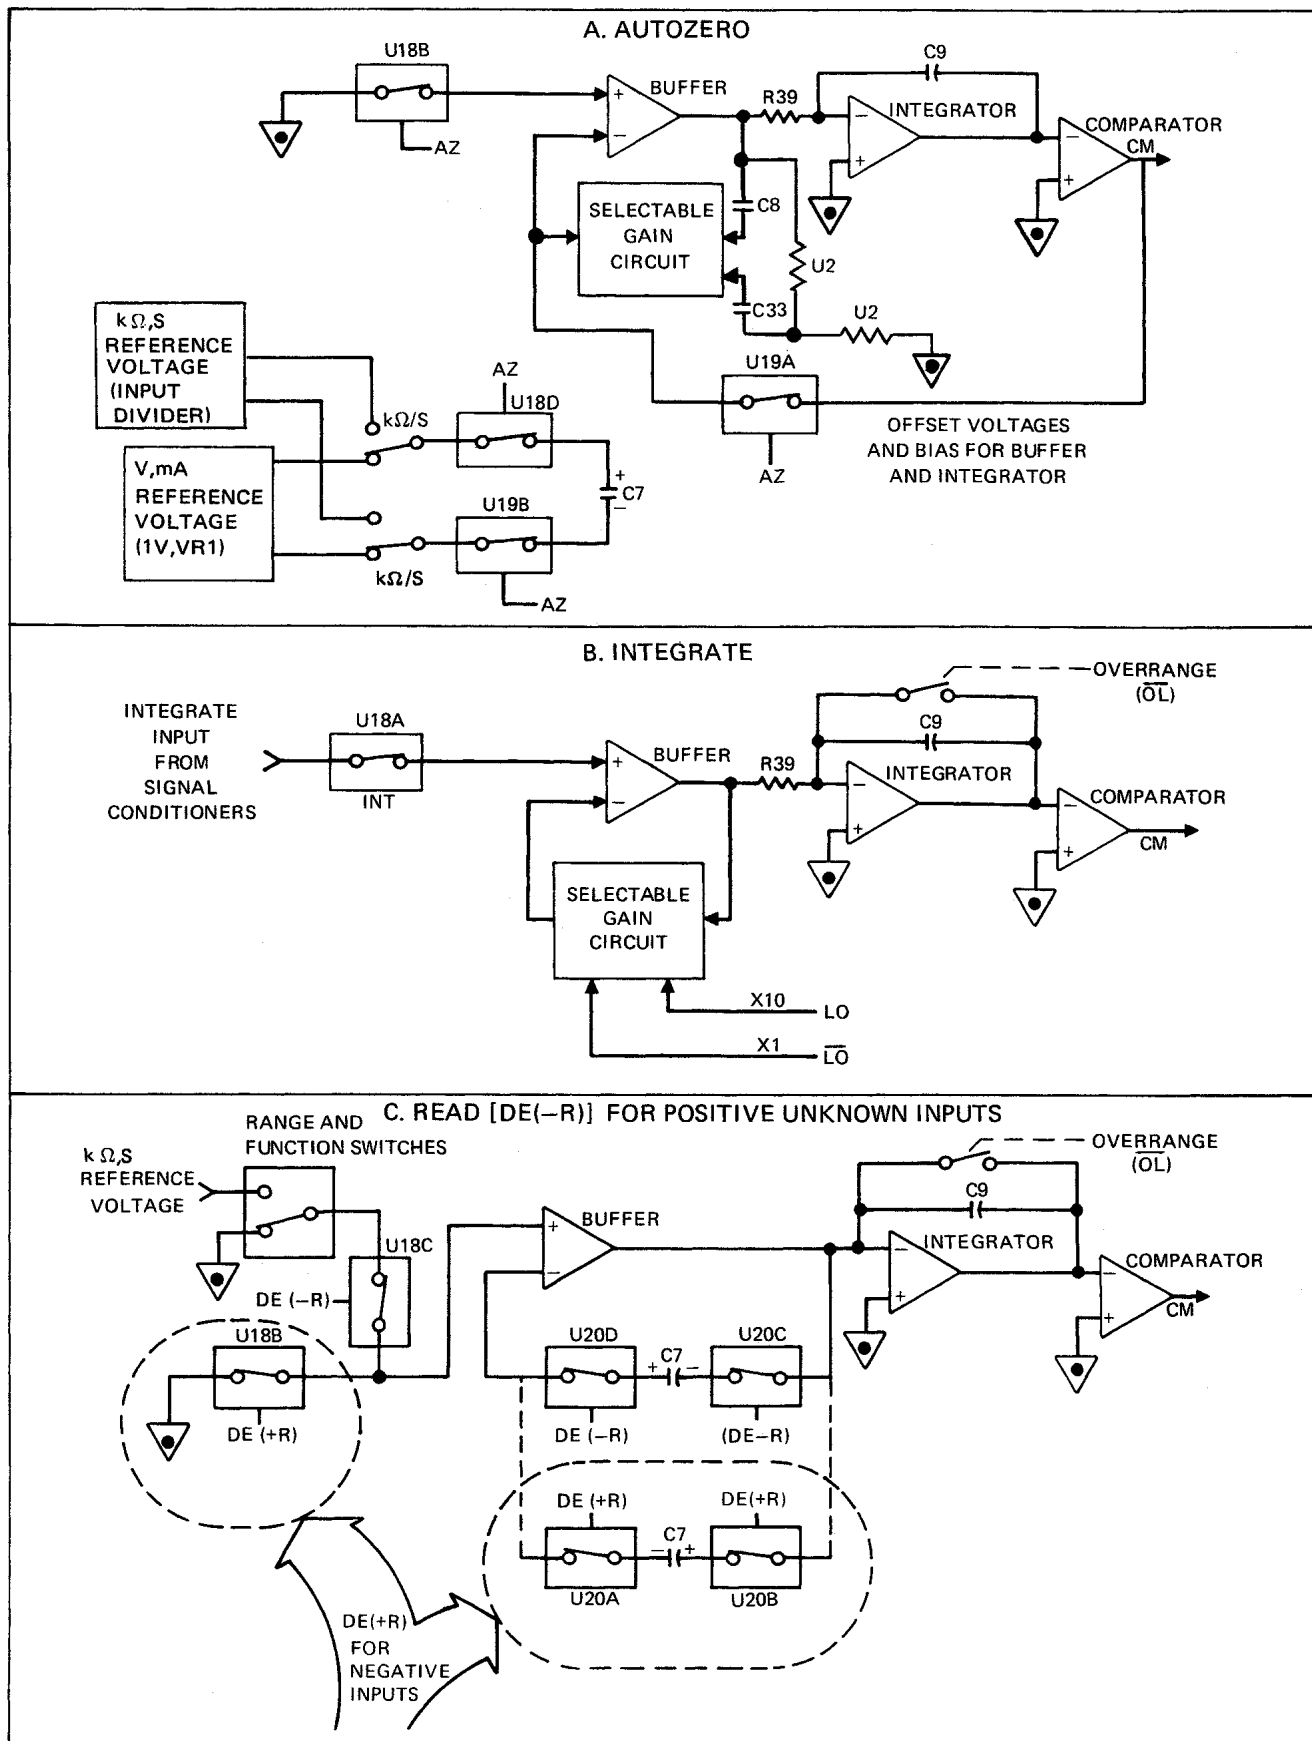 A. AUTOZERO
U18B
AZ
+
−
BUFFER
R39
C9
−
+
INTEGRATOR
−
+
COMPARATOR
CM
SELECTABLE
GAIN
CIRCUIT
C8
U2
C33
U2
U19A
AZ
OFFSET VOLTAGES
AND BIAS FOR BUFFER
AND INTEGRATOR
kΩ,S
REFERENCE
VOLTAGE
(INPUT
DIVIDER)
V,mA
REFERENCE
VOLTAGE
(1V,VR1)
kΩ/S
kΩ/S
AZ
U18D
+
C7
−
U19B
AZ
B. INTEGRATE
INTEGRATE
INPUT
FROM
SIGNAL
CONDITIONERS
U18A
INT
+
−
BUFFER
R39
OVERRANGE
(O̅L̅)
C9
−
+
INTEGRATOR
−
+
COMPARATOR
CM
SELECTABLE
GAIN
CIRCUIT
X10
LO
X1
L̅O̅
C. READ [DE(−R)] FOR POSITIVE UNKNOWN INPUTS
RANGE AND
FUNCTION SWITCHES
kΩ,S
REFERENCE
VOLTAGE
U18C
DE (−R)
U18B
DE (+R)
+
−
BUFFER
OVERRANGE
(O̅L̅)
C9
−
+
INTEGRATOR
−
+
COMPARATOR
CM
U20D
+ C7 −
U20C
DE (−R)
(DE−R)
DE (+R)
DE(+R)
− C7 +
U20A
U20B
DE(+R)
FOR
NEGATIVE
INPUTS